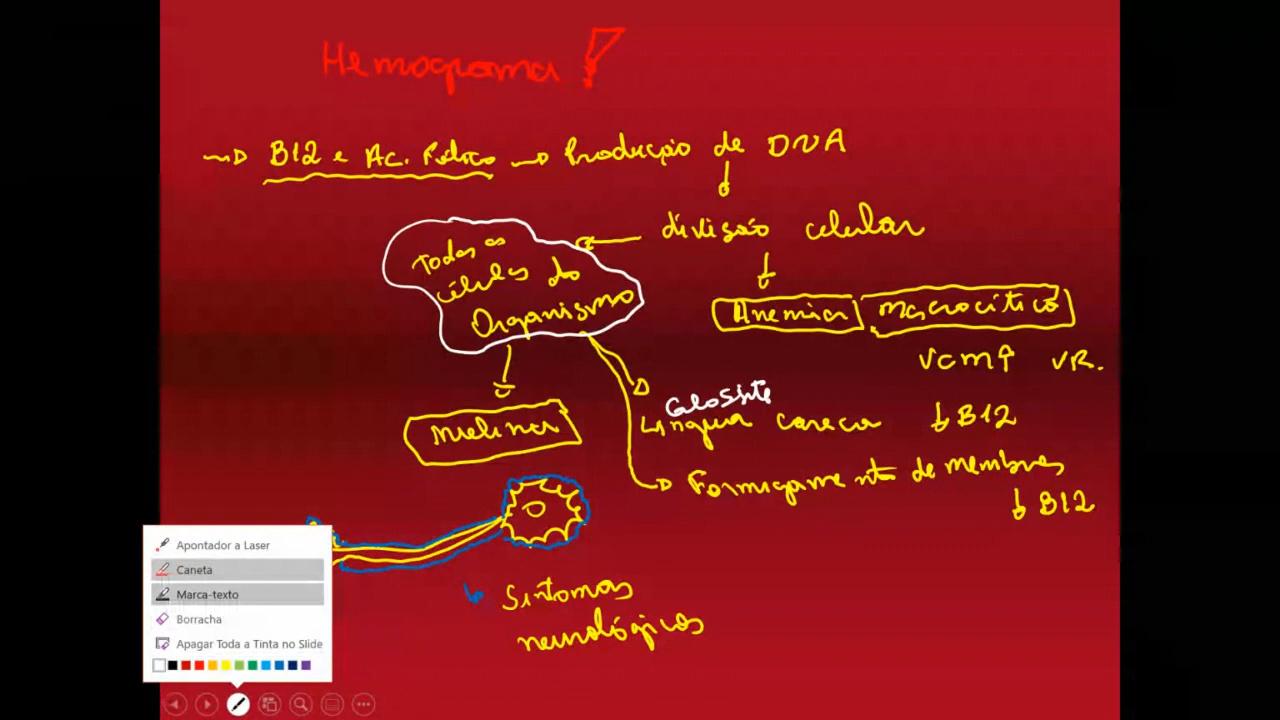 Hemograma!
→ B12 e Ac. Fólico → Produção de DNA
divisão celular
Todas as
células do
Organismo
Anemia Macrocítica
VCM↑ VR.
Glossite
Língua careca ↓B12
Mielina
Formigamento de membros
↓B12
Sintomas
neurológicos
Apontador a Laser
Caneta
Marca-texto
Borracha
Apagar Toda a Tinta no Slide